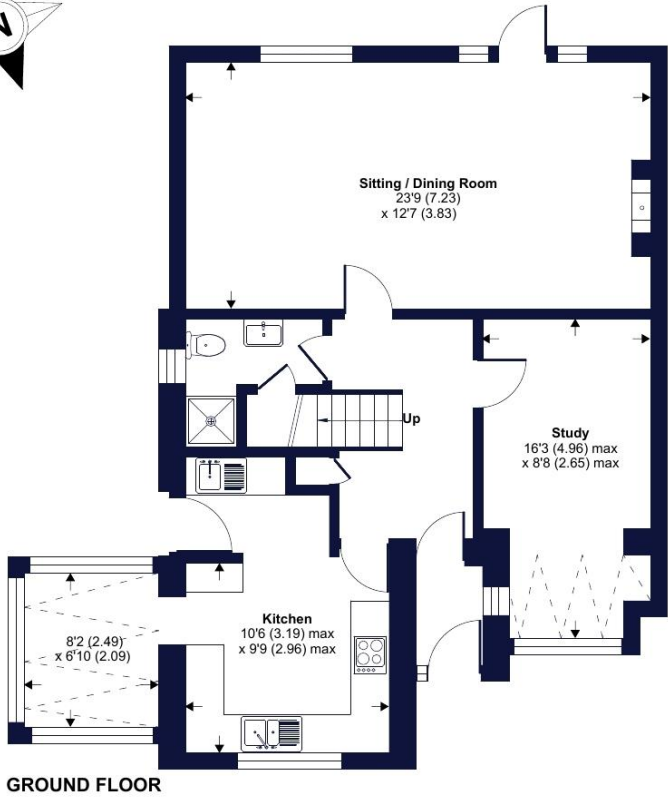 N
Sitting / Dining Room
23'9 (7.23)
x 12'7 (3.83)
Up
Study
16'3 (4.96) max
x 8'8 (2.65) max
Kitchen
10'6 (3.19) max
x 9'9 (2.96) max
8'2 (2.49)
x 6'10 (2.09)
GROUND FLOOR